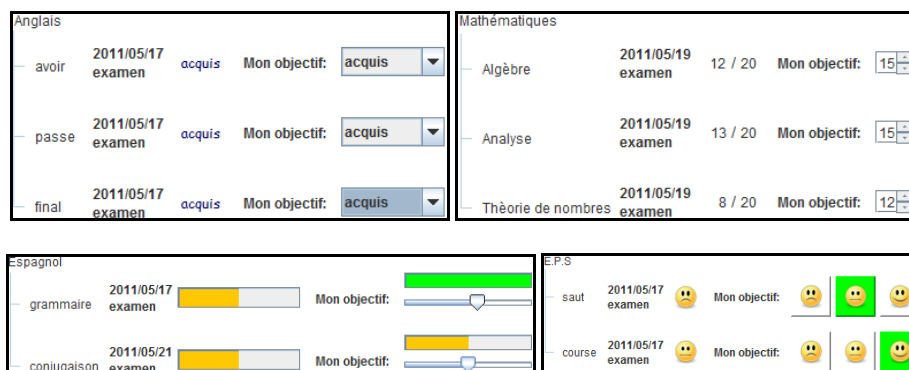 Anglais
avoir 2011/05/17 examen acquis Mon objectif: acquis
passe 2011/05/17 examen acquis Mon objectif: acquis
final 2011/05/17 examen acquis Mon objectif: acquis
Mathématiques
Algèbre 2011/05/19 examen 12 / 20 Mon objectif: 15
Analyse 2011/05/19 examen 13 / 20 Mon objectif: 15
Thèorie de nombres 2011/05/19 examen 8 / 20 Mon objectif: 12
Espagnol
grammaire 2011/05/17 examen Mon objectif:
conjugaison 2011/05/21 examen Mon objectif:
E.P.S
saut 2011/05/17 examen Mon objectif:
course 2011/05/17 examen Mon objectif: